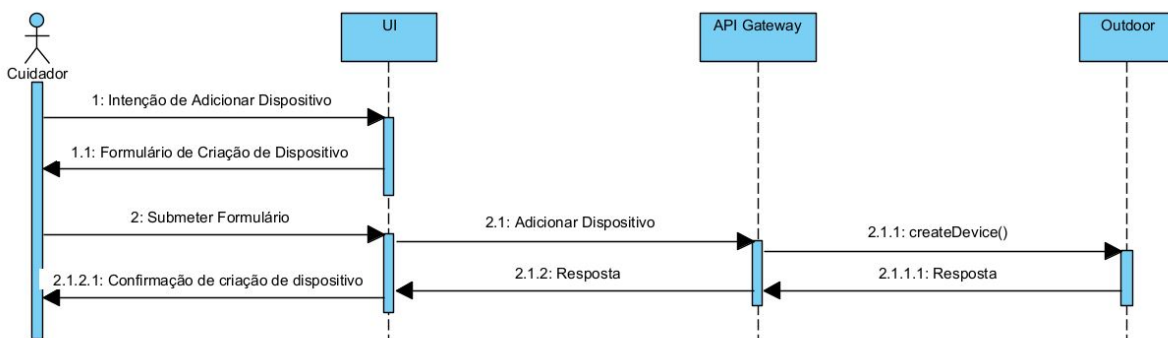 UI
API Gateway
Outdoor
Cuidador
1: Intenção de Adicionar Dispositivo
1.1: Formulário de Criação de Dispositivo
2: Submeter Formulário
2.1: Adicionar Dispositivo
2.1.1: createDevice()
2.1.2.1: Confirmação de criação de dispositivo
2.1.2: Resposta
2.1.1.1: Resposta